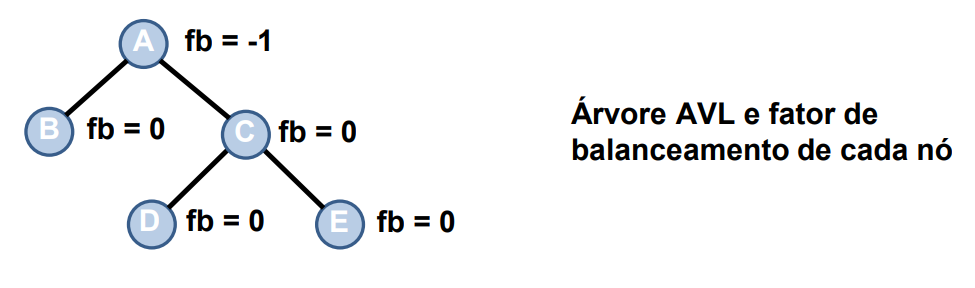 A fb = -1
B fb = 0
C fb = 0
D fb = 0
E fb = 0
Árvore AVL e fator de
balanceamento de cada nó